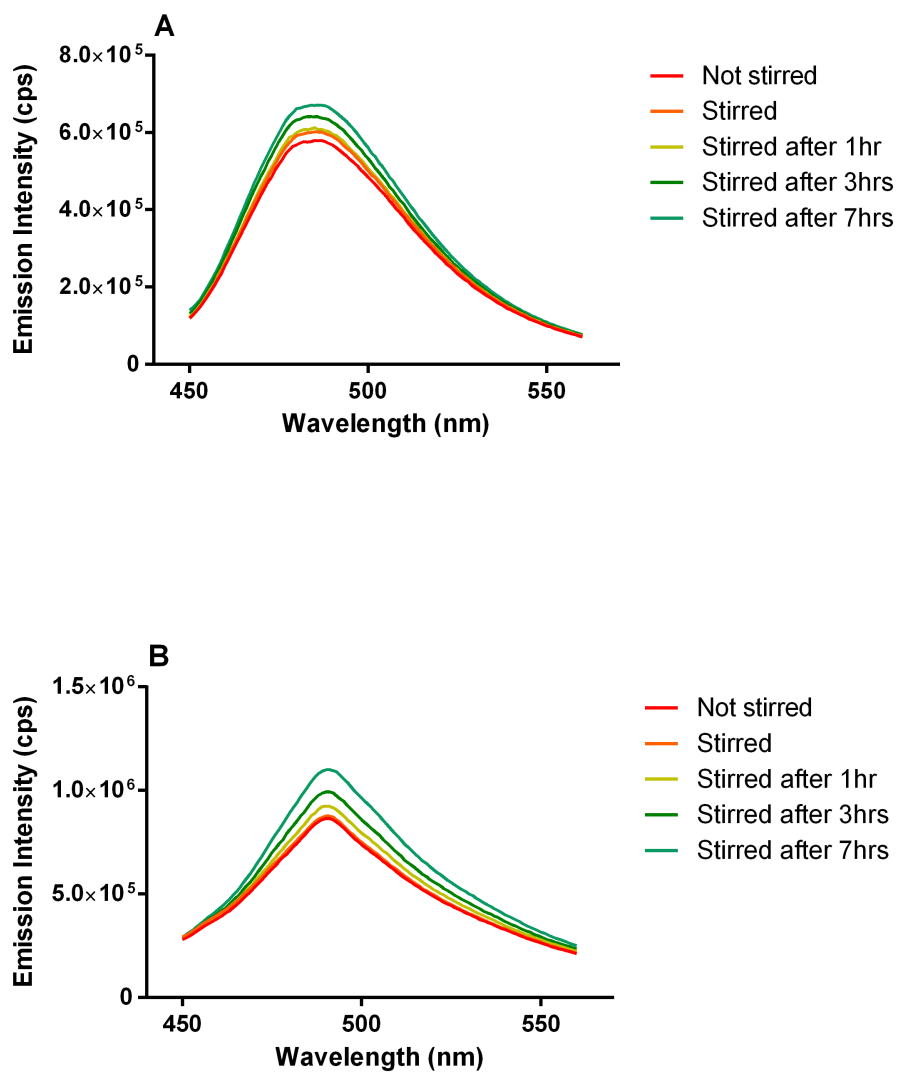 A
Emission Intensity (cps)
8.0×10⁵
6.0×10⁵
4.0×10⁵
2.0×10⁵
0
450 500 550
Wavelength (nm)
Not stirred
Stirred
Stirred after 1hr
Stirred after 3hrs
Stirred after 7hrs
B
Emission Intensity (cps)
1.5×10⁶
1.0×10⁶
5.0×10⁵
0
450 500 550
Wavelength (nm)
Not stirred
Stirred
Stirred after 1hr
Stirred after 3hrs
Stirred after 7hrs